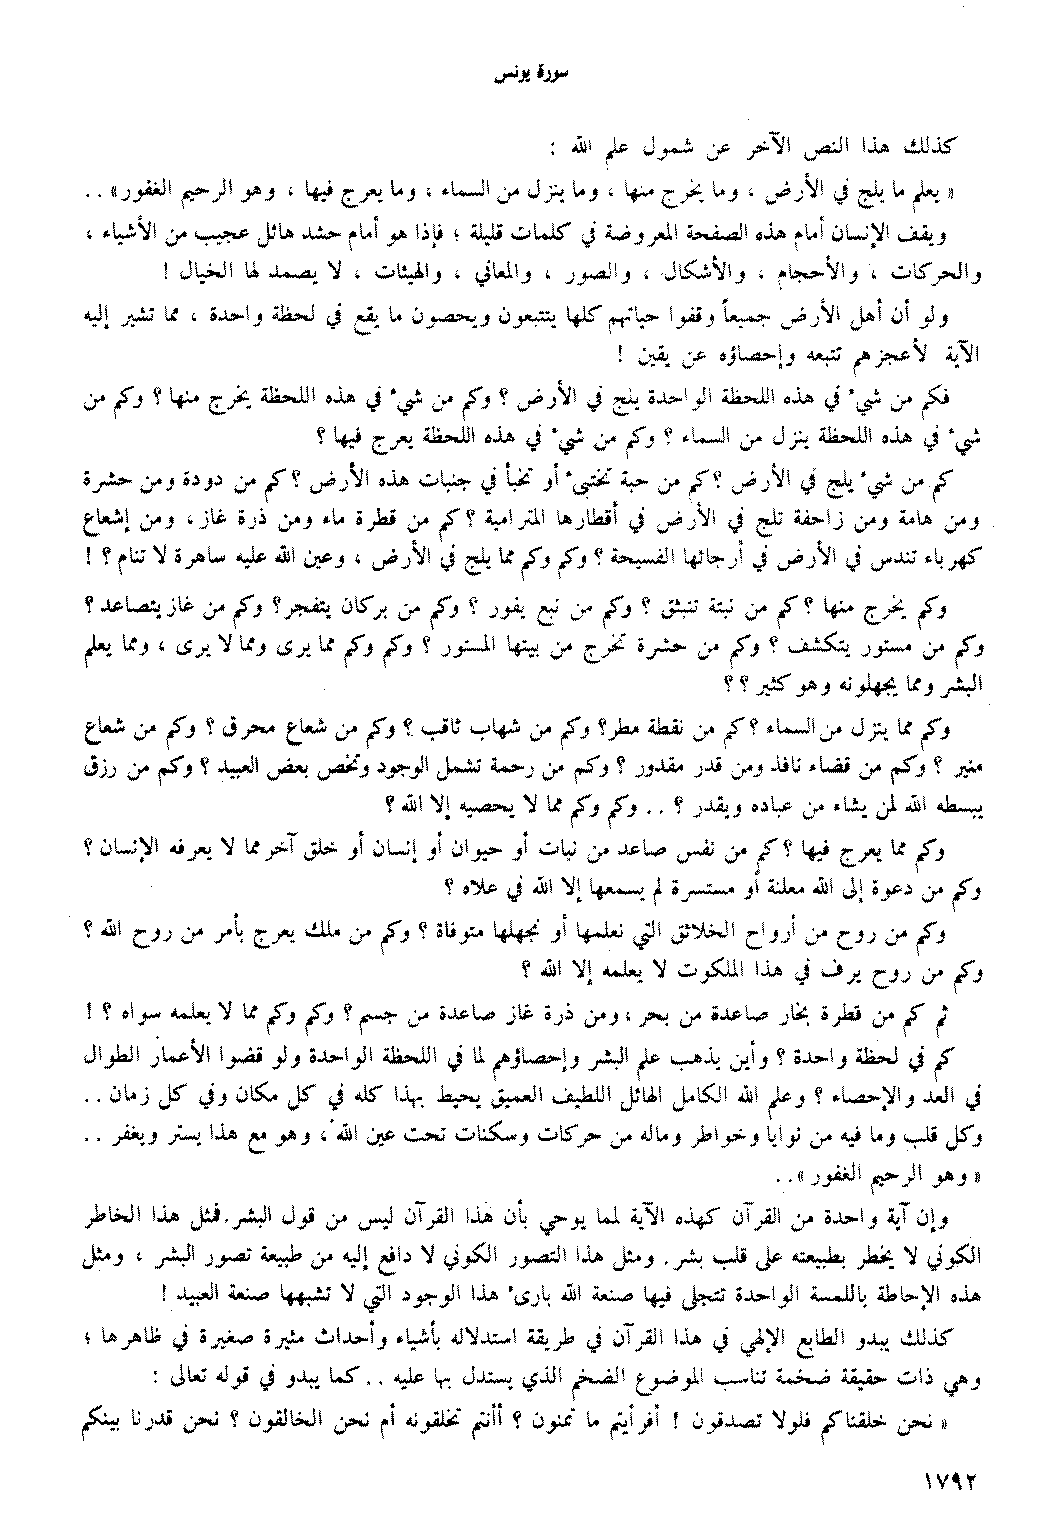 سورة يونس
كذلك هذا النص الآخر عن شمول علم الله :
« يعلم ما يلج في الأرض ، وما يخرج منها ، وما ينزل من السماء ، وما يعرج فيها ، وهو الرحيم الغفور» ..
ويقف الإنسان أمام هذه الصفحة المعروضة في كلمات قليلة ؛ فإذا هو أمام حشد هائل عجيب من الأشياء ،
والحركات ، والأحجام ، والأشكال ، والصور ، والمعاني ، والهيئات ، لا يصمد لها الخيال !
ولو أن أهل الأرض جميعاً وقفوا حياتهم كلها يتتبعون ويحصون ما يقع في لحظة واحدة ، مما تشير إليه
الآية لأعجزهم تتبعه وإحصاؤه عن يقين !
فكم من شيء في هذه اللحظة الواحدة يلج في الأرض ؟ وكم من شيء في هذه اللحظة يخرج منها ؟ وكم من
شيء في هذه اللحظة ينزل من السماء ؟ وكم من شيء في هذه اللحظة يعرج فيها ؟
كم من شيء يلج في الأرض ؟ كم من حبة تختبىء أو تخبأ في جنبات هذه الأرض ؟ كم من دودة ومن حشرة
ومن هامة ومن زاحفة تلج في الأرض في أقطارها المترامية ؟ كم من قطرة ماء ومن ذرة غاز، ومن إشعاع
كهرباء تندس في الأرض في أرجائها الفسيحة ؟ وكم وكم مما يلج في الأرض ، وعين الله عليه ساهرة لا تنام ؟ !
وكم يخرج منها ؟ كم من نبتة تنبثق ؟ وكم من نبع يفور ؟ وكم من بركان يتفجر؟ وكم من غاز يتصاعد ؟
وكم من مستور يتكشف ؟ وكم من حشرة تخرج من بيتها المستور ؟ وكم وكم مما يرى ومما لا يرى ، ومما يعلم
البشر ومما يجهلونه وهو كثير ؟ ؟
وكم مما ينزل من السماء ؟ كم من نقطة مطر؟ وكم من شهاب ثاقب ؟ وكم من شعاع محرق ؟ وكم من شعاع
منير ؟ وكم من قضاء نافذ ومن قدر مقدور ؟ وكم من رحمة تشمل الوجود وتخص بعض العبيد ؟ وكم من رزق
يبسطه الله لمن يشاء من عباده ويقدر ؟ .. وكم وكم مما لا يحصيه إلا الله ؟
وكم مما يعرج فيها ؟ كم من نفس صاعد من نبات أو حيوان أو إنسان أو خلق آخر مما لا يعرفه الإنسان ؟
وكم من دعوة إلى الله معلنة أو مستسرة لم يسمعها إلا الله في علاه ؟
وكم من روح من أرواح الخلائق التي نعلمها أو نجهلها متوفاة ؟ وكم من ملك يعرج بأمر من روح الله ؟
وكم من روح يرف في هذا الملكوت لا يعلمه إلا الله ؟
ثم كم من قطرة بخار صاعدة من بحر ، ومن ذرة غاز صاعدة من جسم ؟ وكم وكم مما لا يعلمه سواه ؟ !
كم في لحظة واحدة ؟ وأين يذهب علم البشر وإحصاؤهم لما في اللحظة الواحدة ولو قضوا الأعمار الطوال
في العد والإحصاء ؟ وعلم الله الكامل الهائل اللطيف العميق يحيط بهذا كله في كل مكان وفي كل زمان ..
وكل قلب وما فيه من نوايا وخواطر وماله من حركات وسكنات تحت عين الله ، وهو مع هذا يستر ويغفر ..
« وهو الرحيم الغفور »..
وإن آية واحدة من القرآن كهذه الآية لمما يوحي بأن هذا القرآن ليس من قول البشر. فمثل هذا الخاطر
الكوني لا يخطر بطبيعته على قلب بشر. ومثل هذا التصور الكوني لا دافع إليه من طبيعة تصور البشر ، ومثل
هذه الإحاطة باللمسة الواحدة تتجلى فيها صنعة الله بارىء هذا الوجود التي لا تشبهها صنعة العبيد !
كذلك يبدو الطابع الإلهي في هذا القرآن في طريقة استدلاله بأشياء وأحداث مثيرة صغيرة في ظاهرها ؛
وهي ذات حقيقة ضخمة تناسب الموضوع الضخم الذي يستدل بها عليه .. كما يبدو في قوله تعالى :
« نحن خلقناكم فلولا تصدقون ! أفرأيتم ما تمنون ؟ أأنتم تخلقونه أم نحن الخالقون ؟ نحن قدرنا بينكم
١٧٩٢